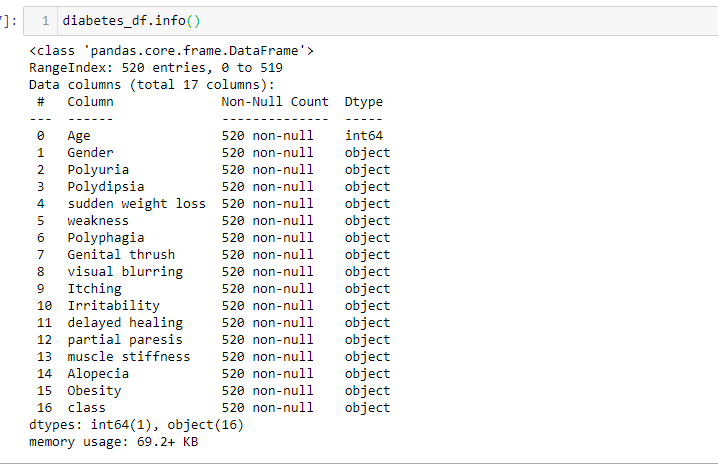 ]: 1 diabetes_df.info()
<class 'pandas.core.frame.DataFrame'>
RangeIndex: 520 entries, 0 to 519
Data columns (total 17 columns):
 #   Column              Non-Null Count  Dtype
---  ------              --------------  -----
 0   Age                 520 non-null    int64
 1   Gender              520 non-null    object
 2   Polyuria            520 non-null    object
 3   Polydipsia          520 non-null    object
 4   sudden weight loss  520 non-null    object
 5   weakness            520 non-null    object
 6   Polyphagia          520 non-null    object
 7   Genital thrush      520 non-null    object
 8   visual blurring     520 non-null    object
 9   Itching             520 non-null    object
 10  Irritability        520 non-null    object
 11  delayed healing     520 non-null    object
 12  partial paresis     520 non-null    object
 13  muscle stiffness    520 non-null    object
 14  Alopecia            520 non-null    object
 15  Obesity             520 non-null    object
 16  class               520 non-null    object
dtypes: int64(1), object(16)
memory usage: 69.2+ KB